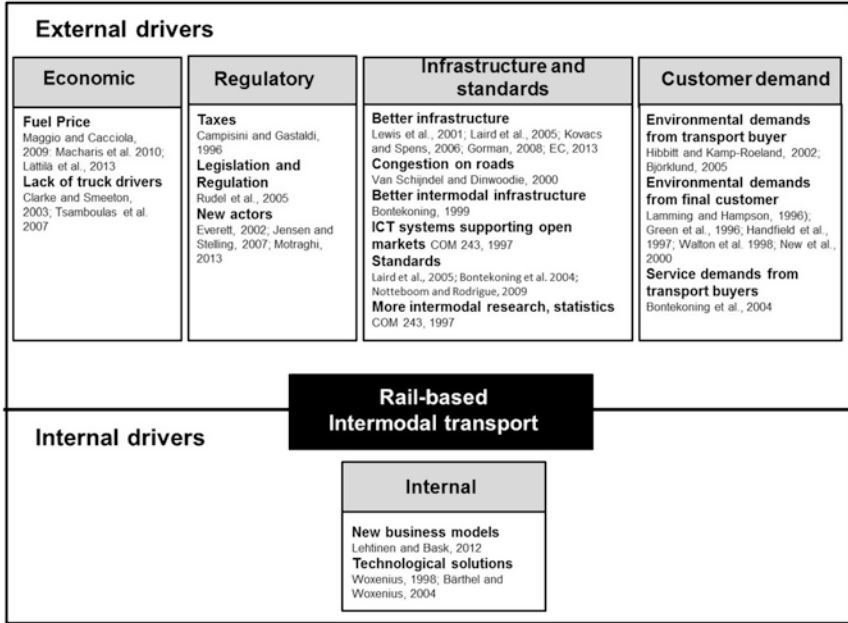 External drivers
Economic
Fuel Price
Maggio and Cacciola,
2009: Macharis et al. 2010;
Lättilä et al., 2013
Lack of truck drivers
Clarke and Smeeton,
2003; Tsamboulas et al.
2007
Regulatory
Taxes
Campisini and Gastaldi,
1996
Legislation and
Regulation
Rudel et al., 2005
New actors
Everett, 2002; Jensen and
Stelling, 2007; Motraghi,
2013
Infrastructure and
standards
Better infrastructure
Lewis et al., 2001; Laird et al., 2005; Kovacs
and Spens, 2006; Gorman, 2008; EC, 2013
Congestion on roads
Van Schijndel and Dinwoodie, 2000
Better intermodal infrastructure
Bontekoning, 1999
ICT systems supporting open
markets COM 243, 1997
Standards
Laird et al., 2005; Bontekoning et al. 2004;
Notteboom and Rodrigue, 2009
More intermodal research, statistics
COM 243, 1997
Customer demand
Environmental demands
from transport buyer
Hibbitt and Kamp-Roeland, 2002;
Björklund, 2005
Environmental demands
from final customer
Lamming and Hampson, 1996);
Green et al., 1996; Handfield et al.,
1997; Walton et al. 1998; New et al.,
2000
Service demands from
transport buyers
Bontekoning et al., 2004
Rail-based
Intermodal transport
Internal drivers
Internal
New business models
Lehtinen and Bask, 2012
Technological solutions
Woxenius, 1998; Bärthel and
Woxenius, 2004